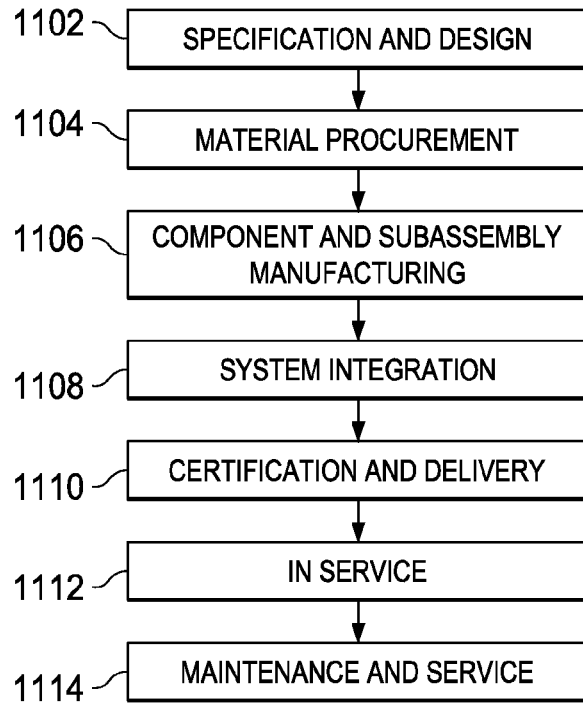 1102
SPECIFICATION AND DESIGN
1104
MATERIAL PROCUREMENT
1106
COMPONENT AND SUBASSEMBLY
MANUFACTURING
1108
SYSTEM INTEGRATION
1110
CERTIFICATION AND DELIVERY
1112
IN SERVICE
1114
MAINTENANCE AND SERVICE